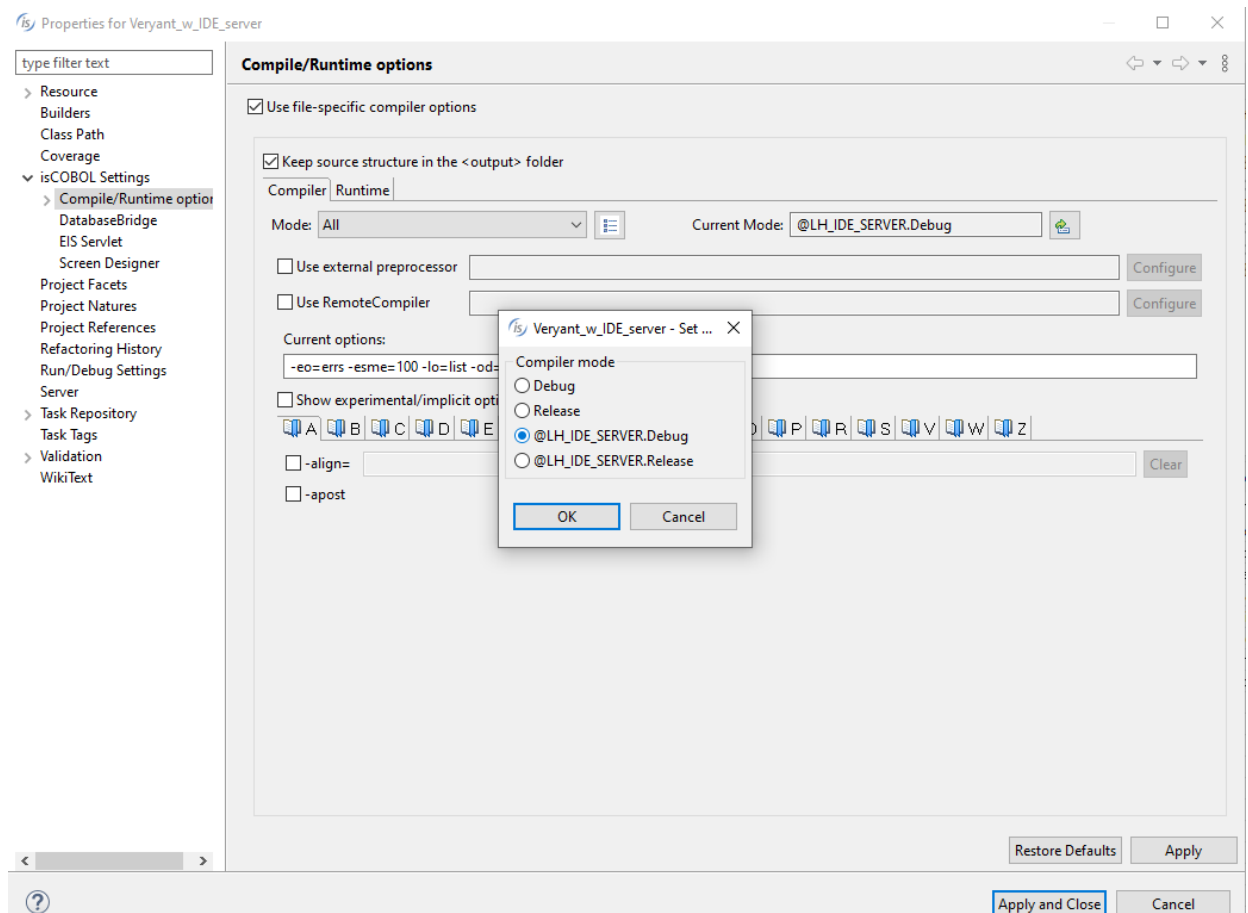 Properties for Veryant_w_IDE_server
type filter text
Resource
Builders
Class Path
Coverage
isCOBOL Settings
Compile/Runtime option
DatabaseBridge
EIS Servlet
Screen Designer
Project Facets
Project Natures
Project References
Refactoring History
Run/Debug Settings
Server
Task Repository
Task Tags
Validation
WikiText
Compile/Runtime options
Use file-specific compiler options
Keep source structure in the <output> folder
Compiler Runtime
Mode: All Current Mode: @LH_IDE_SERVER.Debug
Use external preprocessor Configure
Use RemoteCompiler Configure
Current options:
-eo=errs -esme=100 -lo=list -od=
Show experimental/implicit opti
A B C D E P R S V W Z
-align= Clear
-apost
is Veryant_w_IDE_server - Set ...
Compiler mode
Debug
Release
@LH_IDE_SERVER.Debug
@LH_IDE_SERVER.Release
OK Cancel
Restore Defaults Apply
Apply and Close Cancel